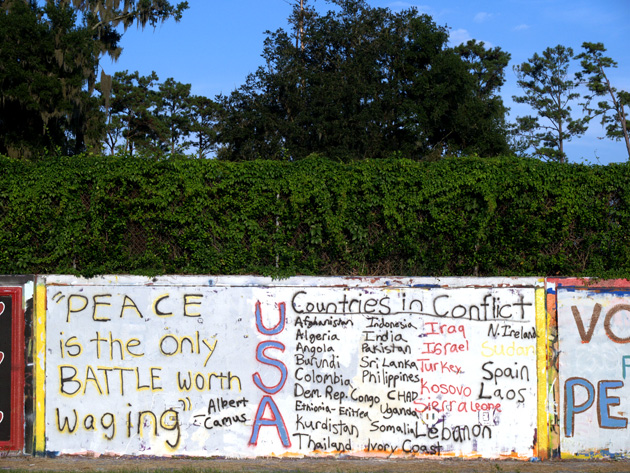 "PEACE
is the only
BATTLE worth
waging"
- Albert
Camus
USA
Countries in Conflict
Afghanistan
Algeria
Angola
Burundi
Colombia
Dem. Rep. Congo
Ethiopia-Eritrea
Kurdistan
Thailand
Indonesia
India
Pakistan
Sri Lanka
Philippines
CHAD
Uganda
Somalia
Ivory Coast
Iraq
Israel
Turkey
Kosovo
Sierra leone
Lebanon
N. Ireland
Sudan
Spain
Laos
VO
F
PE